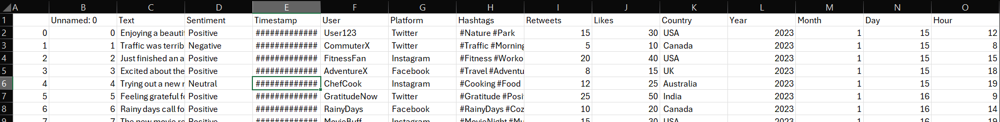 A B C D E F G H I J K L M N O
1 Unnamed: 0 Text Sentiment Timestamp User Platform Hashtags Retweets Likes Country Year Month Day Hour
2 0 0 Enjoying a beauti Positive ############# User123 Twitter #Nature #Park 15 30 USA 2023 1 15 12
3 1 1 Traffic was terrib Negative ############# CommuterX Twitter #Traffic #Morning 5 10 Canada 2023 1 15 8
4 2 2 Just finished an a Positive ############# FitnessFan Instagram #Fitness #Worko 20 40 USA 2023 1 15 15
5 3 3 Excited about the Positive ############# AdventureX Facebook #Travel #Adventu 8 15 UK 2023 1 15 18
6 4 4 Trying out a new r Neutral ############# ChefCook Instagram #Cooking #Food 12 25 Australia 2023 1 15 19
7 5 5 Feeling grateful fo Positive ############# GratitudeNow Twitter #Gratitude #Posi 25 50 India 2023 1 16 9
8 6 6 Rainy days call fo Positive ############# RainyDays Facebook #RainyDays #Coz 10 20 Canada 2023 1 16 14
9 7 7 The new movie re Positive ############# MovieBuff Instagram #MovieNight #Mu 15 30 USA 2023 1 16 19